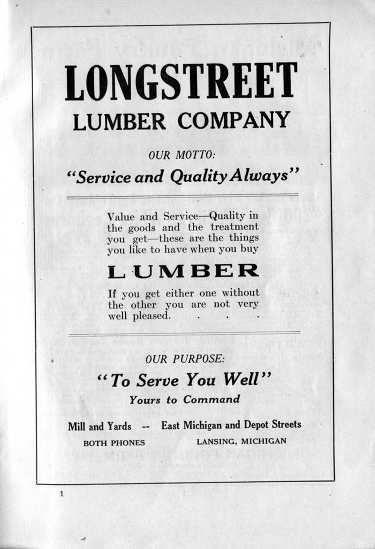 LONGSTREET
LUMBER COMPANY
OUR MOTTO:
"Service and Quality Always"
Value and Service—Quality in
the goods and the treatment
you get—these are the things
you like to have when you buy
LUMBER
If you get either one without
the other you are not very
well pleased. . . .
OUR PURPOSE:
"To Serve You Well"
Yours to Command
Mill and Yards -- East Michigan and Depot Streets
BOTH PHONES LANSING, MICHIGAN
1